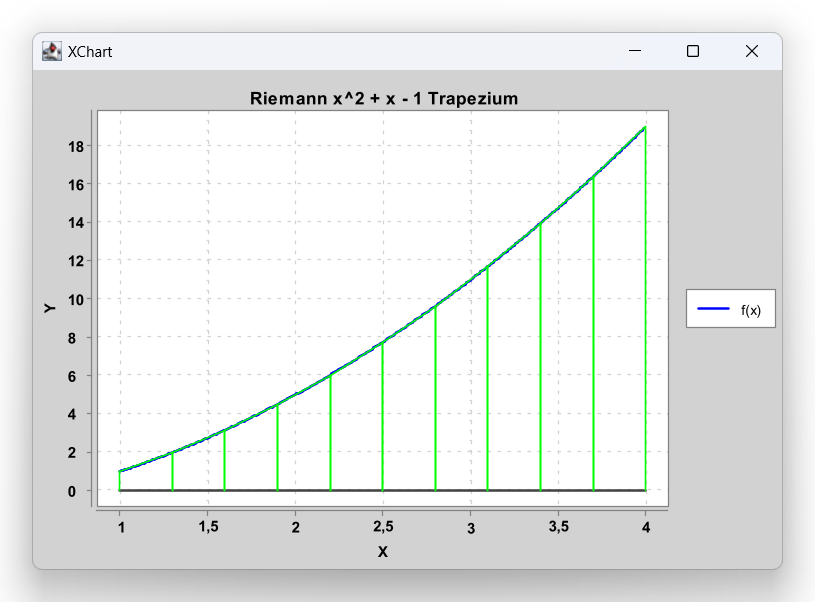 XChart
Riemann x^2 + x - 1 Trapezium
18
16
14
12
10
8
6
4
2
0
Y
f(x)
1 1,5 2 2,5 3 3,5 4
X